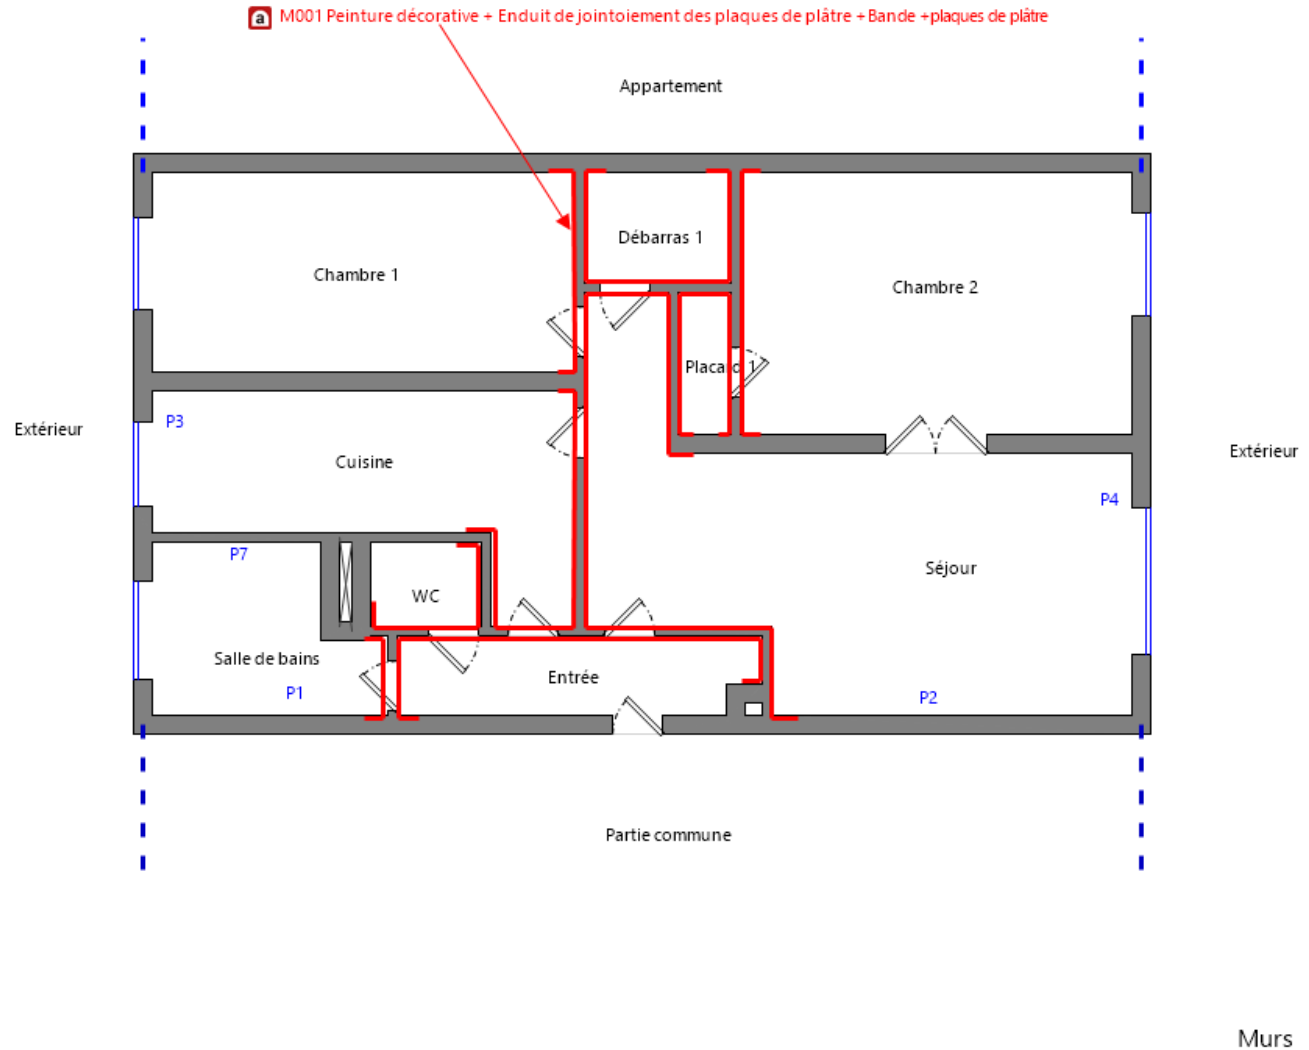 a M001 Peinture décorative + Enduit de jointoiement des plaques de plâtre +Bande +plaques de plâtre
Appartement
Débarras 1
Chambre 1
Chambre 2
Placard 1
P3
Extérieur
Extérieur
Cuisine
P4
P7
Séjour
WC
Salle de bains
Entrée
P1
P2
Partie commune
Murs